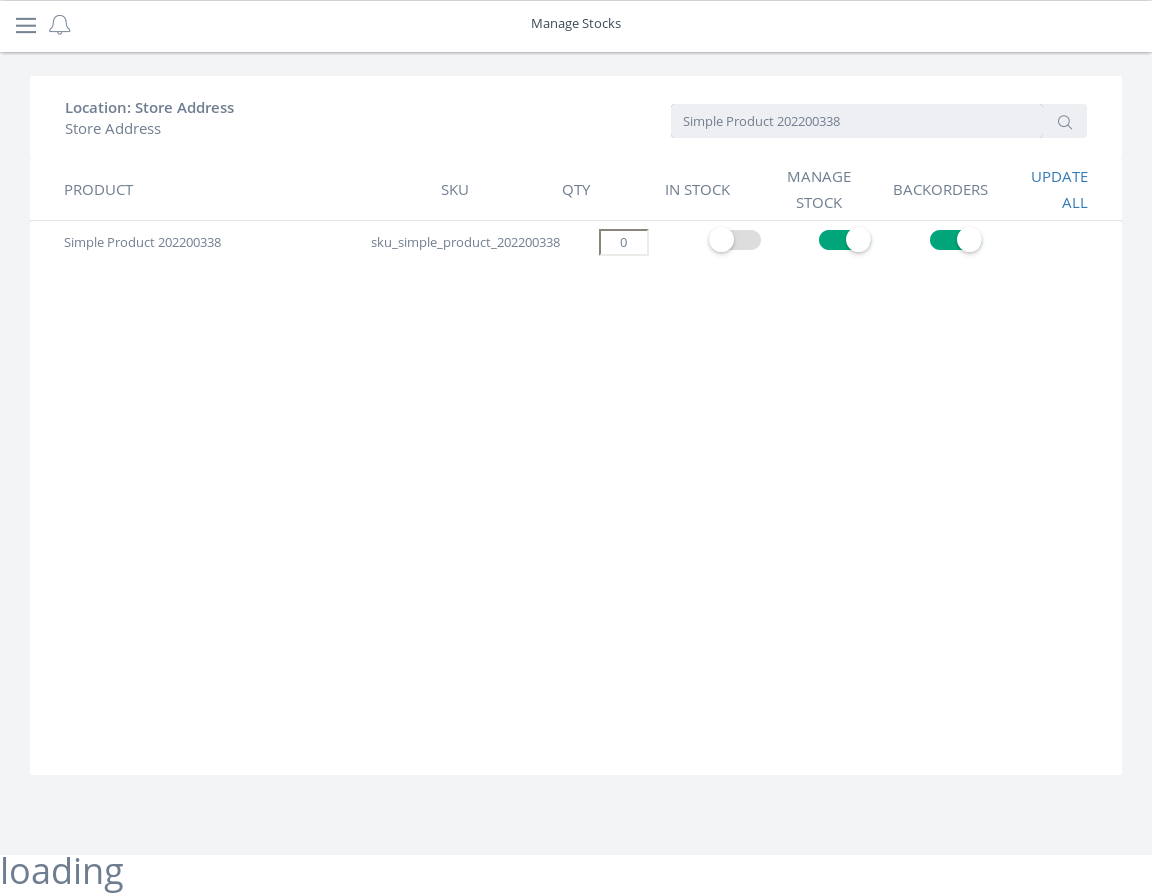 Manage Stocks
Location: Store Address
Store Address
Simple Product 202200338
PRODUCT SKU QTY IN STOCK MANAGE STOCK BACKORDERS UPDATE ALL
Simple Product 202200338 sku_simple_product_202200338 0
loading